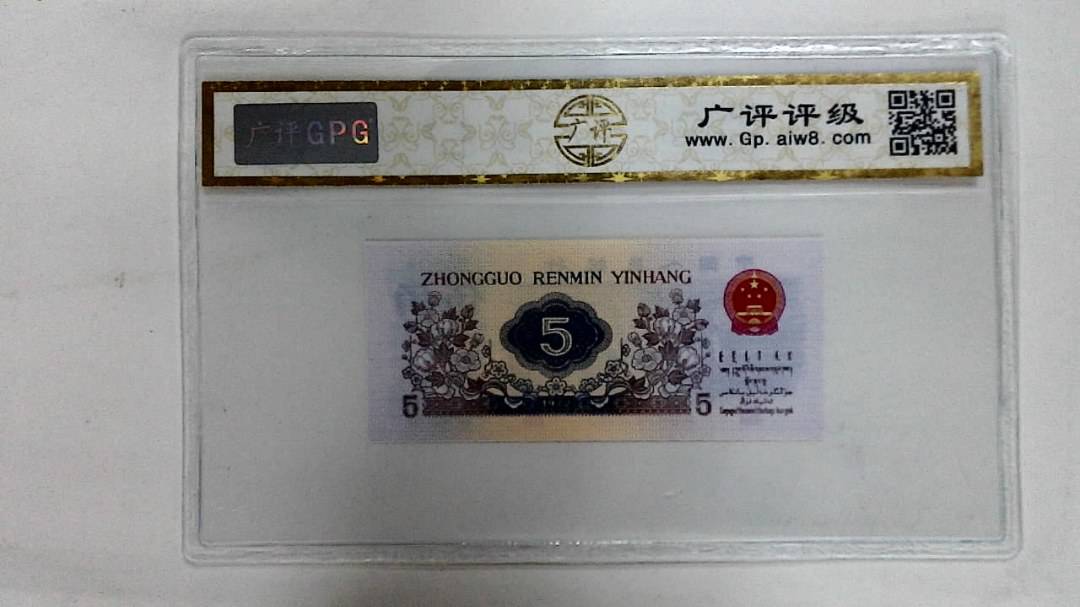 广评GPG
广评
广评评级
www. Gp. aiw8. com
ZHONGGUO RENMIN YINHANG
5
5
5